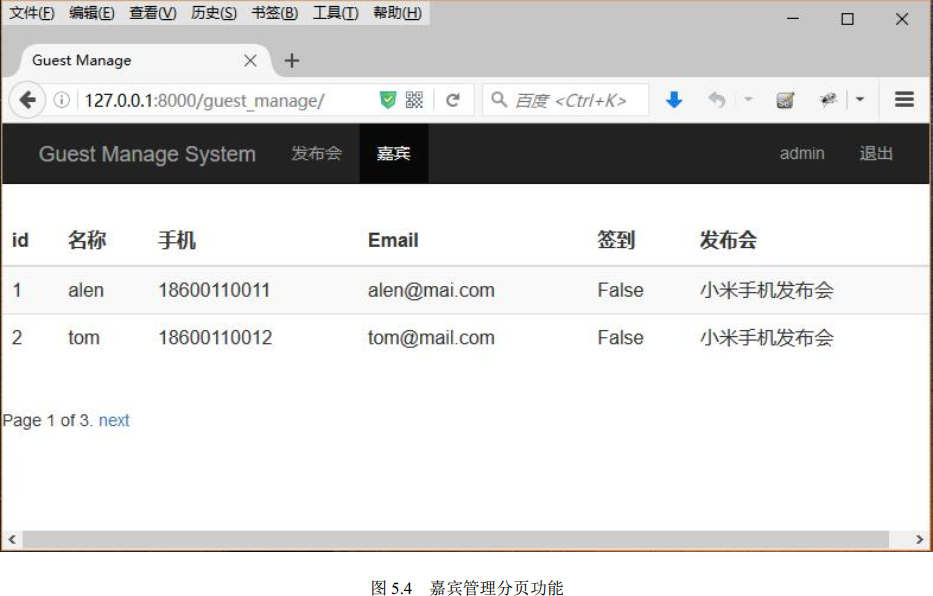 文件(F) 编辑(E) 查看(V) 历史(S) 书签(B) 工具(T) 帮助(H)
Guest Manage
127.0.0.1:8000/guest_manage/ 百度 <Ctrl+K>
Guest Manage System 发布会 嘉宾 admin 退出
id 名称 手机 Email 签到 发布会
1 alen 18600110011 alen@mai.com False 小米手机发布会
2 tom 18600110012 tom@mail.com False 小米手机发布会
Page 1 of 3. next
图 5.4 嘉宾管理分页功能